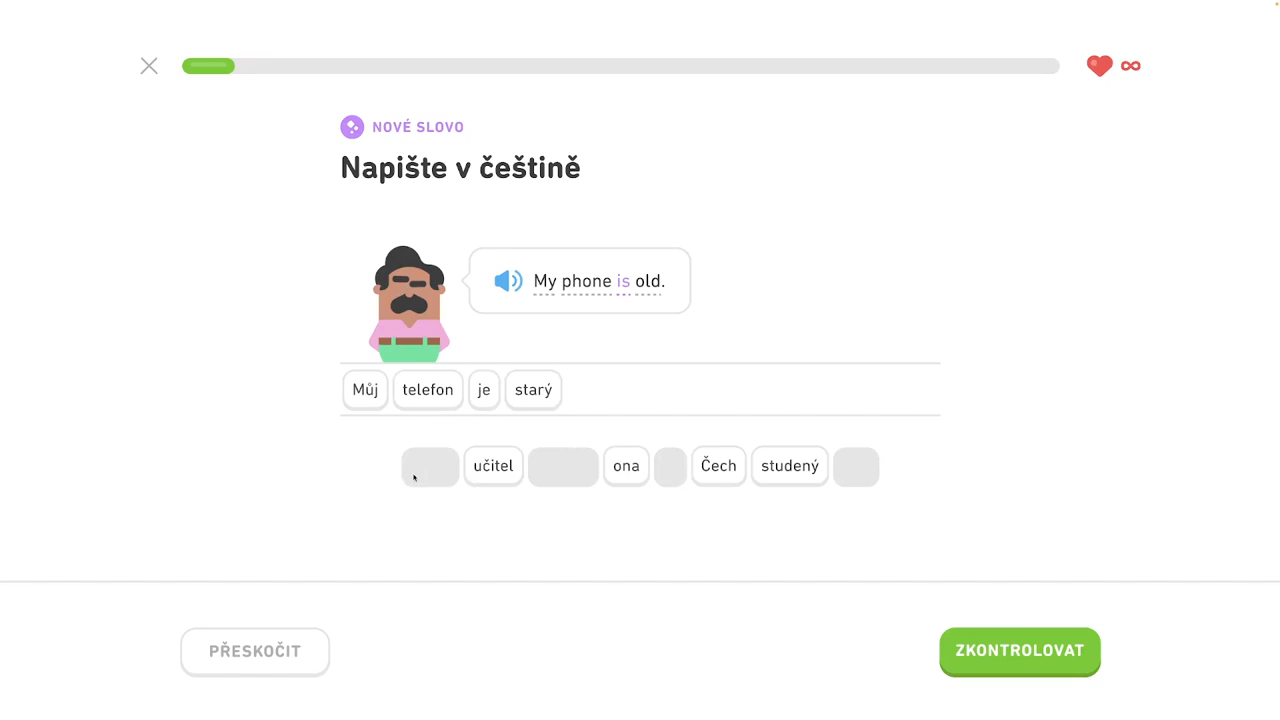 NOVÉ SLOVO
Napište v češtině
My phone is old.
Můj telefon je starý
učitel ona Čech studený
PŘESKOČIT ZKONTROLOVAT